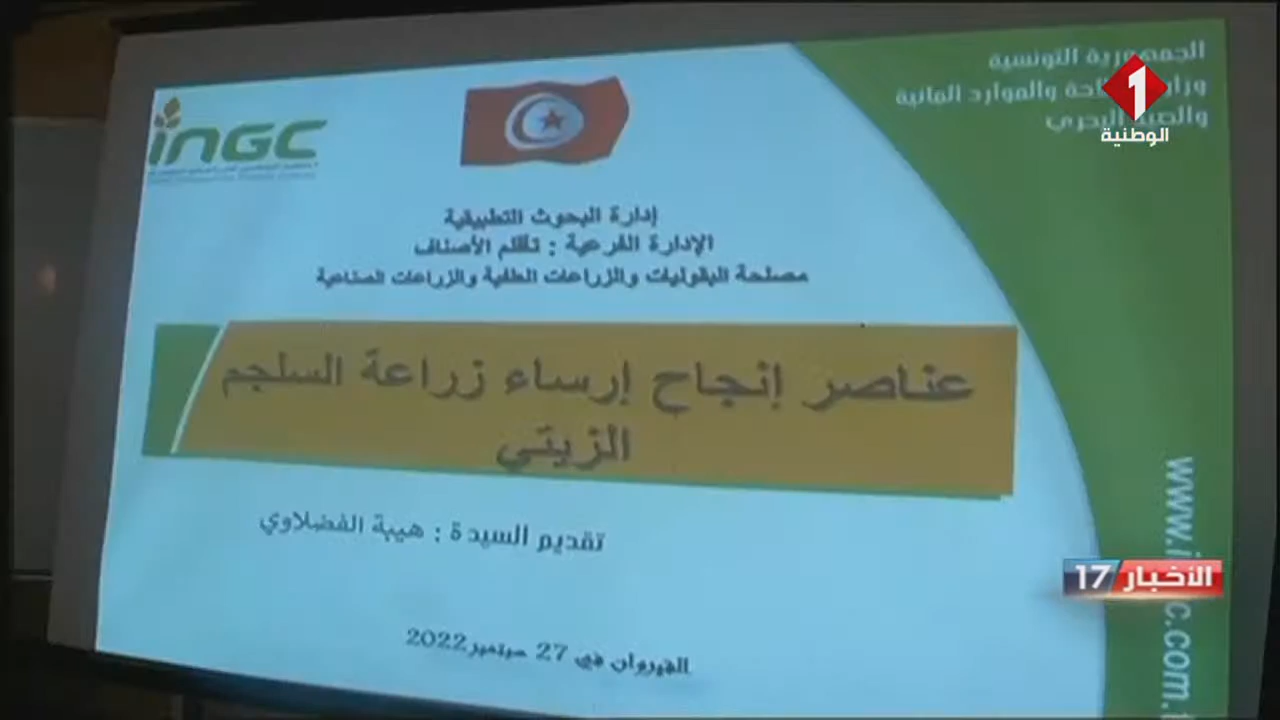 الجمهورية التونسية
والموارد المائية
والصيد البحري
1
الوطنية
INGC
إدارة البحوث التطبيقية
الإدارة الفرعية : تأقلم الأصناف
مصلحة البقوليات والزراعات العلفية والزراعات الصناعية
عناصر إنجاح إرساء زراعة السلجم
الزيتي
تقديم السيدة : هيبة الفضلاوي
القيروان في 27 سبتمبر 2022
الأخبار 17